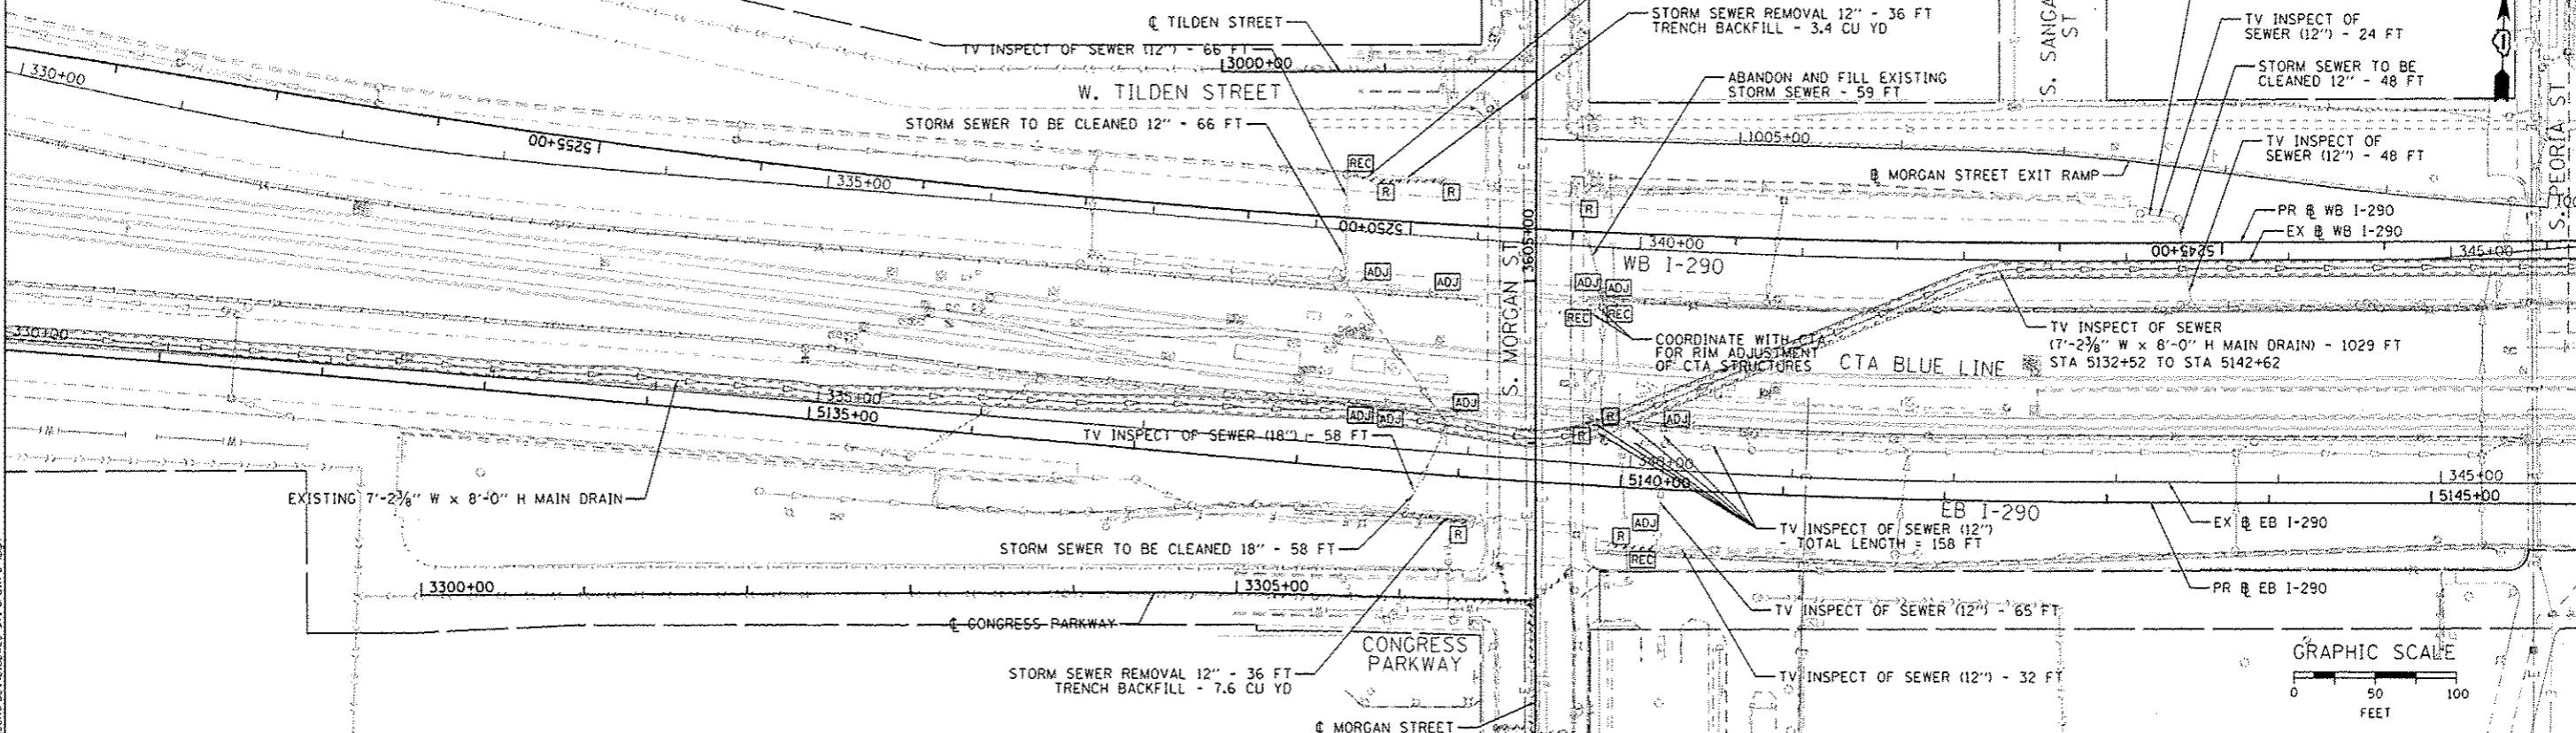 ℄ TILDEN STREET
TV INSPECT OF SEWER (12") - 66 FT
3000+00
W. TILDEN STREET
STORM SEWER TO BE CLEANED 12" - 66 FT
STORM SEWER REMOVAL 12" - 36 FT
TRENCH BACKFILL - 3.4 CU YD
ABANDON AND FILL EXISTING
STORM SEWER - 59 FT
S. SANGA
ST
TV INSPECT OF
SEWER (12") - 24 FT
STORM SEWER TO BE
CLEANED 12" - 48 FT
TV INSPECT OF
SEWER (12") - 48 FT
S. PEORIA ST
330+00
5255+00
335+00
REC
R
R
R
1005+00
MORGAN STREET EXIT RAMP
PR WB I-290
EX WB I-290
5250+00
3605+00
340+00
5245+00
345+00
WB I-290
S. MORGAN ST
ADJ
ADJ
ADJ
ADJ
REC
REC
COORDINATE WITH CTA
FOR RIM ADJUSTMENT
OF CTA STRUCTURES
CTA BLUE LINE
TV INSPECT OF SEWER
(7'-2⅜" W x 8'-0" H MAIN DRAIN) - 1029 FT
STA 5132+52 TO STA 5142+62
330+00
335+00
5135+00
ADJ
ADJ
ADJ
R
R
ADJ
TV INSPECT OF SEWER (18") - 58 FT
340+00
5140+00
345+00
5145+00
EXISTING 7'-2⅜" W x 8'-0" H MAIN DRAIN
EB I-290
EX EB I-290
STORM SEWER TO BE CLEANED 18" - 58 FT
R
R
ADJ
REC
TV INSPECT OF SEWER (12")
- TOTAL LENGTH = 158 FT
3300+00
3305+00
PR EB I-290
℄ CONGRESS PARKWAY
TV INSPECT OF SEWER (12") - 65 FT
CONGRESS
PARKWAY
STORM SEWER REMOVAL 12" - 36 FT
TRENCH BACKFILL - 7.6 CU YD
TV INSPECT OF SEWER (12") - 32 FT
℄ MORGAN STREET
GRAPHIC SCALE
0 50 100
FEET